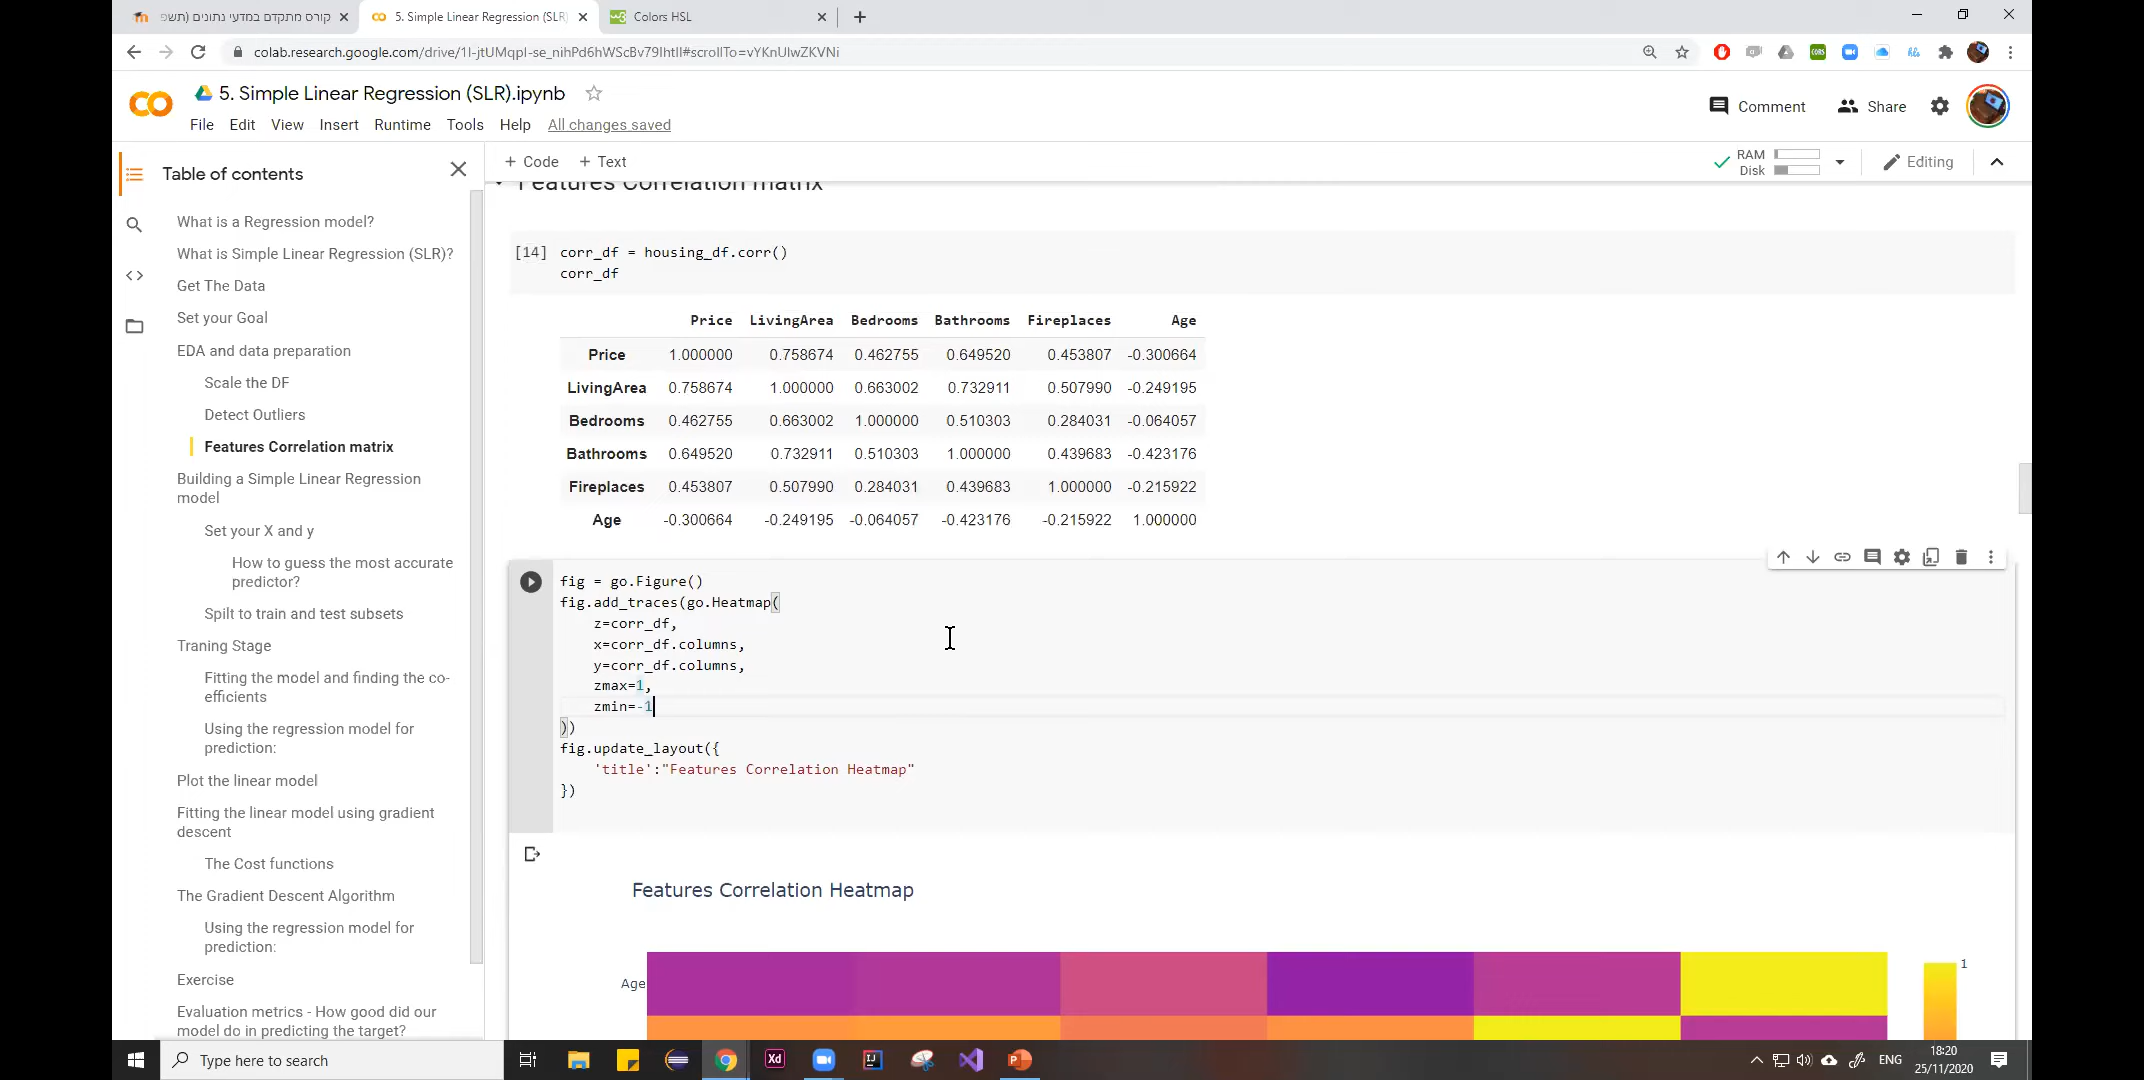 קורס מתקדם במדעי נתונים (תשפ
5. Simple Linear Regression (SLR)
Colors HSL
colab.research.google.com/drive/1I-jtUMqpI-se_nihPd6hWScBv79IhtII#scrollTo=vYKnUlwZKVNi
5. Simple Linear Regression (SLR).ipynb
Comment
Share
File Edit View Insert Runtime Tools Help All changes saved
Table of contents
+ Code + Text
RAM
Disk
Editing
Features Correlation matrix
What is a Regression model?
What is Simple Linear Regression (SLR)?
Get The Data
Set your Goal
EDA and data preparation
Scale the DF
Detect Outliers
Features Correlation matrix
Building a Simple Linear Regression
model
Set your X and y
How to guess the most accurate
predictor?
Spilt to train and test subsets
Traning Stage
Fitting the model and finding the co-
efficients
Using the regression model for
prediction:
Plot the linear model
Fitting the linear model using gradient
descent
The Cost functions
The Gradient Descent Algorithm
Using the regression model for
prediction:
Exercise
Evaluation metrics - How good did our
model do in predicting the target?
[14] corr_df = housing_df.corr()
corr_df
Price LivingArea Bedrooms Bathrooms Fireplaces Age
Price 1.000000 0.758674 0.462755 0.649520 0.453807 -0.300664
LivingArea 0.758674 1.000000 0.663002 0.732911 0.507990 -0.249195
Bedrooms 0.462755 0.663002 1.000000 0.510303 0.284031 -0.064057
Bathrooms 0.649520 0.732911 0.510303 1.000000 0.439683 -0.423176
Fireplaces 0.453807 0.507990 0.284031 0.439683 1.000000 -0.215922
Age -0.300664 -0.249195 -0.064057 -0.423176 -0.215922 1.000000
fig = go.Figure()
fig.add_traces(go.Heatmap(
z=corr_df,
x=corr_df.columns,
y=corr_df.columns,
zmax=1,
zmin=-1
))
fig.update_layout({
'title':"Features Correlation Heatmap"
})
Features Correlation Heatmap
Age
1
Type here to search
Xd
ENG
18:20
25/11/2020